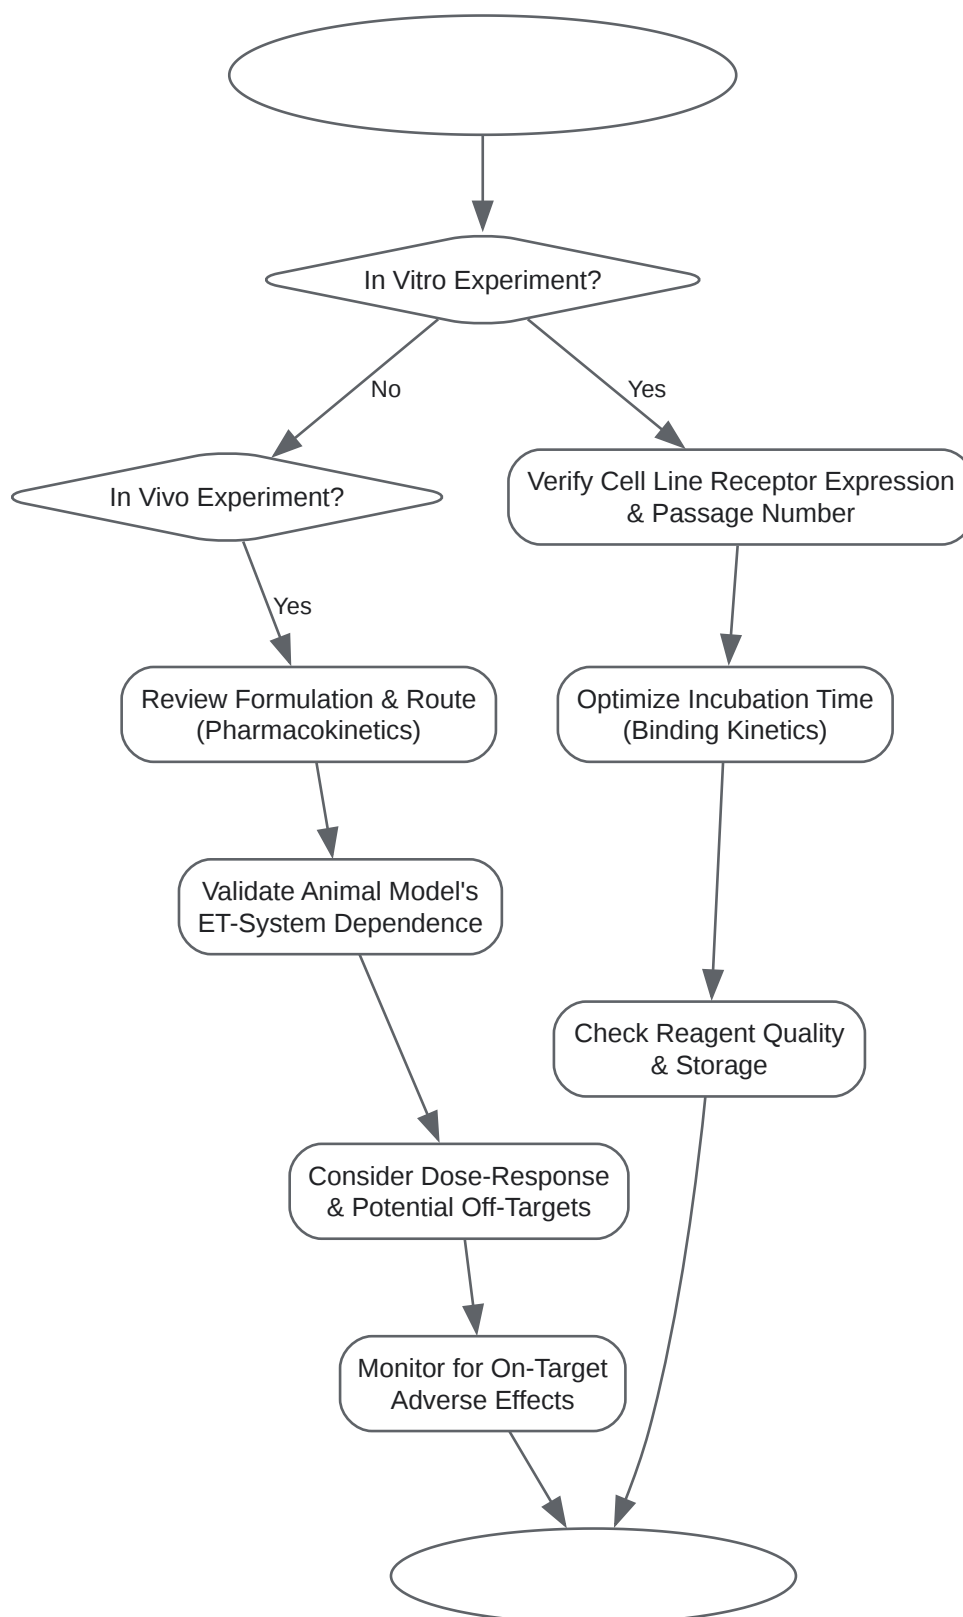 In Vitro Experiment?
No
Yes
In Vivo Experiment?
Verify Cell Line Receptor Expression
& Passage Number
Yes
Review Formulation & Route
(Pharmacokinetics)
Optimize Incubation Time
(Binding Kinetics)
Validate Animal Model's
ET-System Dependence
Check Reagent Quality
& Storage
Consider Dose-Response
& Potential Off-Targets
Monitor for On-Target
Adverse Effects